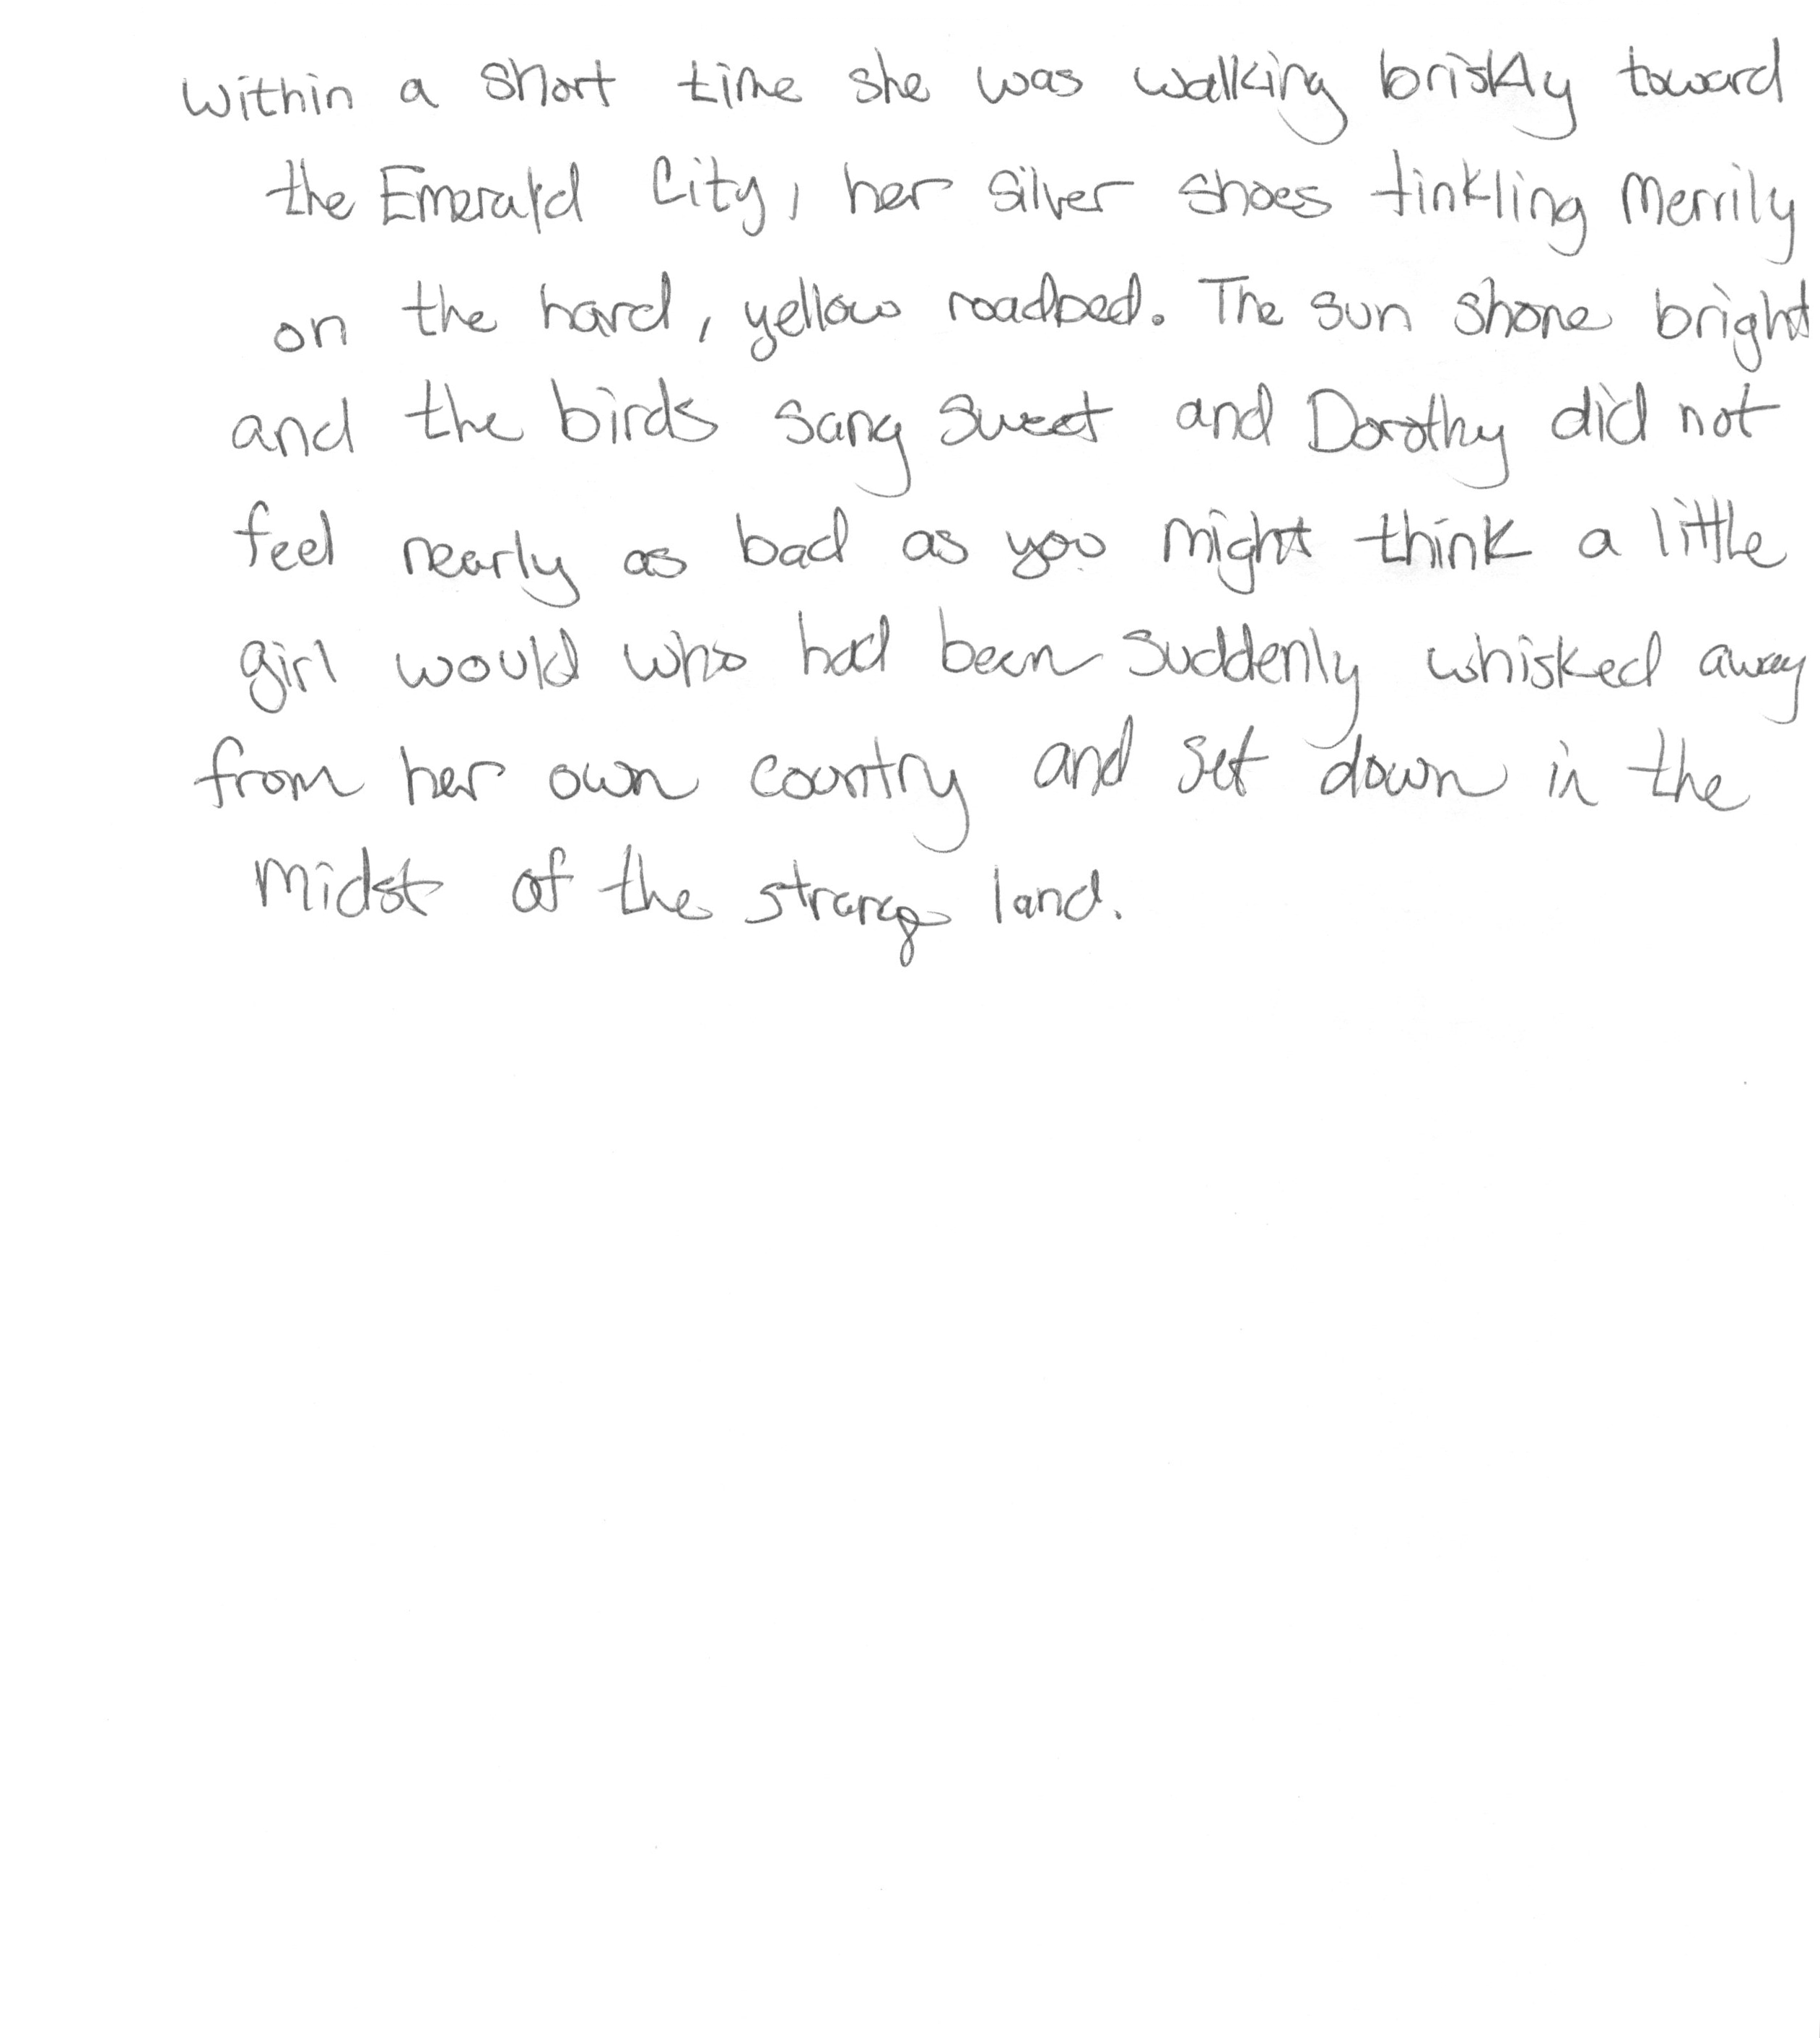 Within a short time she was walking briskly toward
the Emerald City, her silver shoes tinkling merrily
on the hard, yellow roadbed. The sun shone bright
and the birds sang sweet and Dorothy did not
feel nearly as bad as you might think a little
girl would who had been suddenly whisked away
from her own country and set down in the
midst of the strange land.